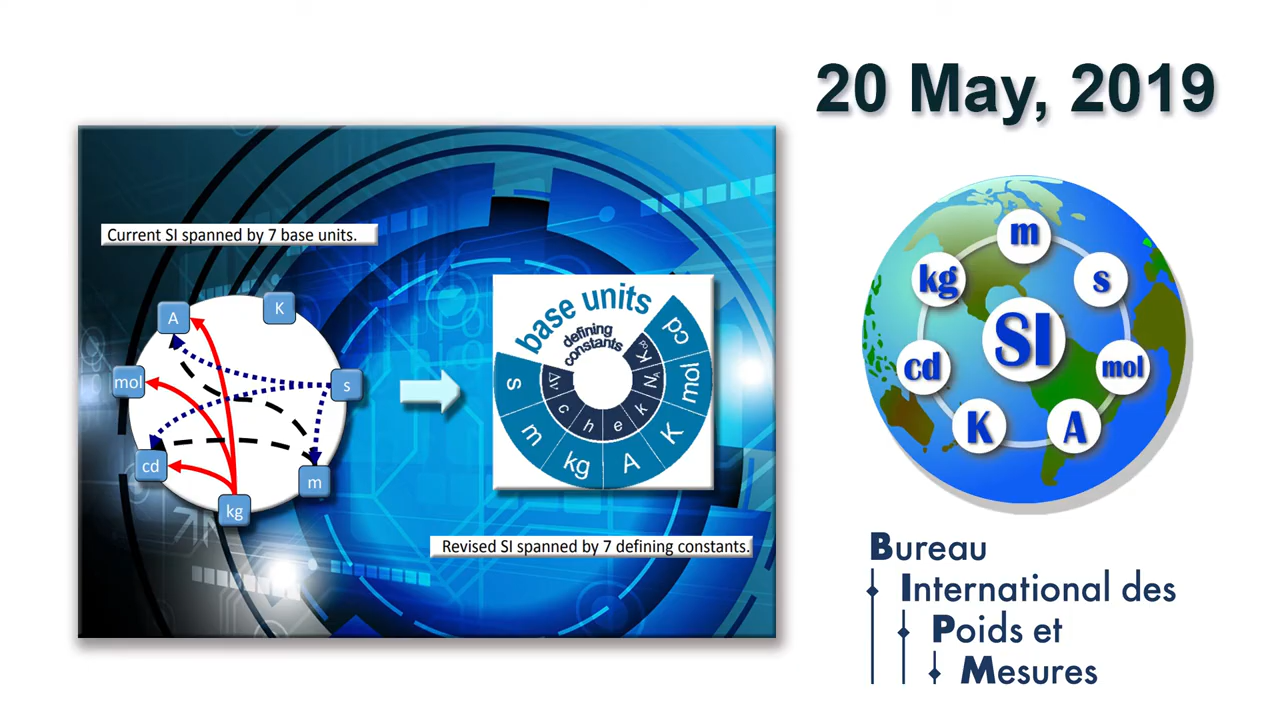 20 May, 2019
Current SI spanned by 7 base units.
A
K
mol
s
cd
m
kg
base units
defining
constants
s
m
kg
A
K
mol
cd
Δν
c
h
e
k
N_A
K_cd
Revised SI spanned by 7 defining constants.
m
kg
s
SI
cd
mol
K
A
Bureau
International des
Poids et
Mesures